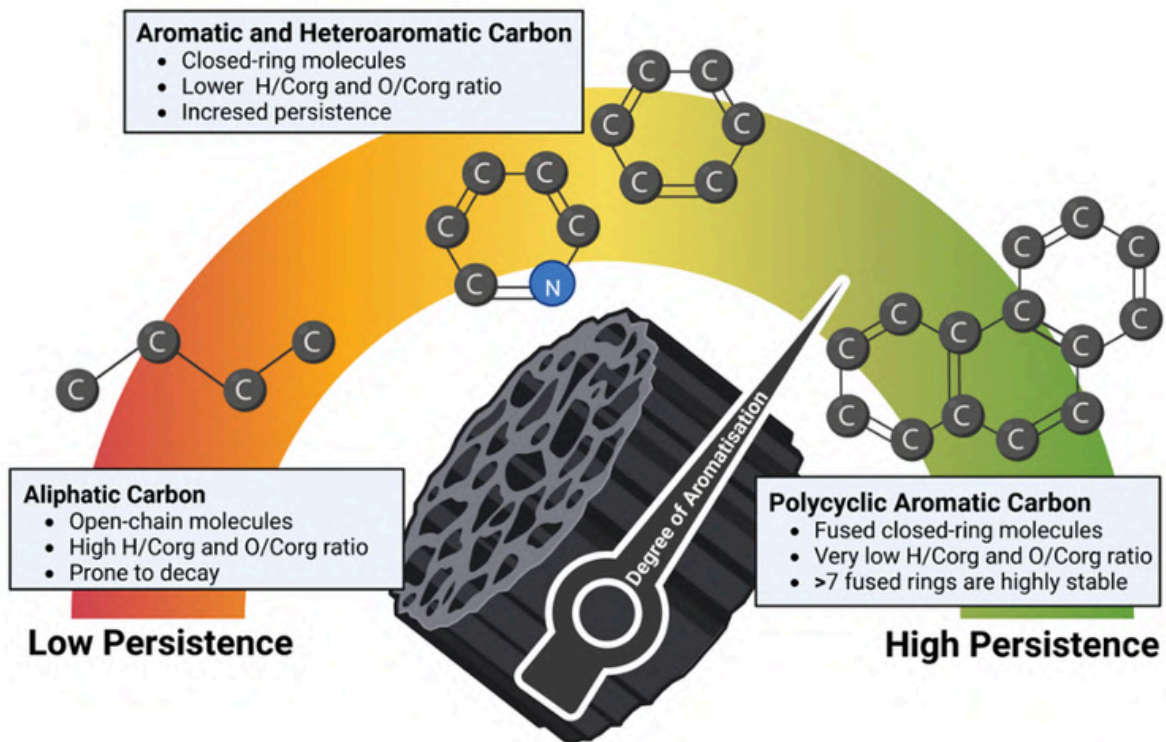 Aromatic and Heteroaromatic Carbon
• Closed-ring molecules
• Lower H/Corg and O/Corg ratio
• Incresed persistence
C C
C C
C C
C C
C C
C N
C
C C
C C
C C C
C C
C C C
C C C
C C
C C
Aliphatic Carbon
• Open-chain molecules
• High H/Corg and O/Corg ratio
• Prone to decay
Degree of Aromatisation
Polycyclic Aromatic Carbon
• Fused closed-ring molecules
• Very low H/Corg and O/Corg ratio
• >7 fused rings are highly stable
Low Persistence
High Persistence